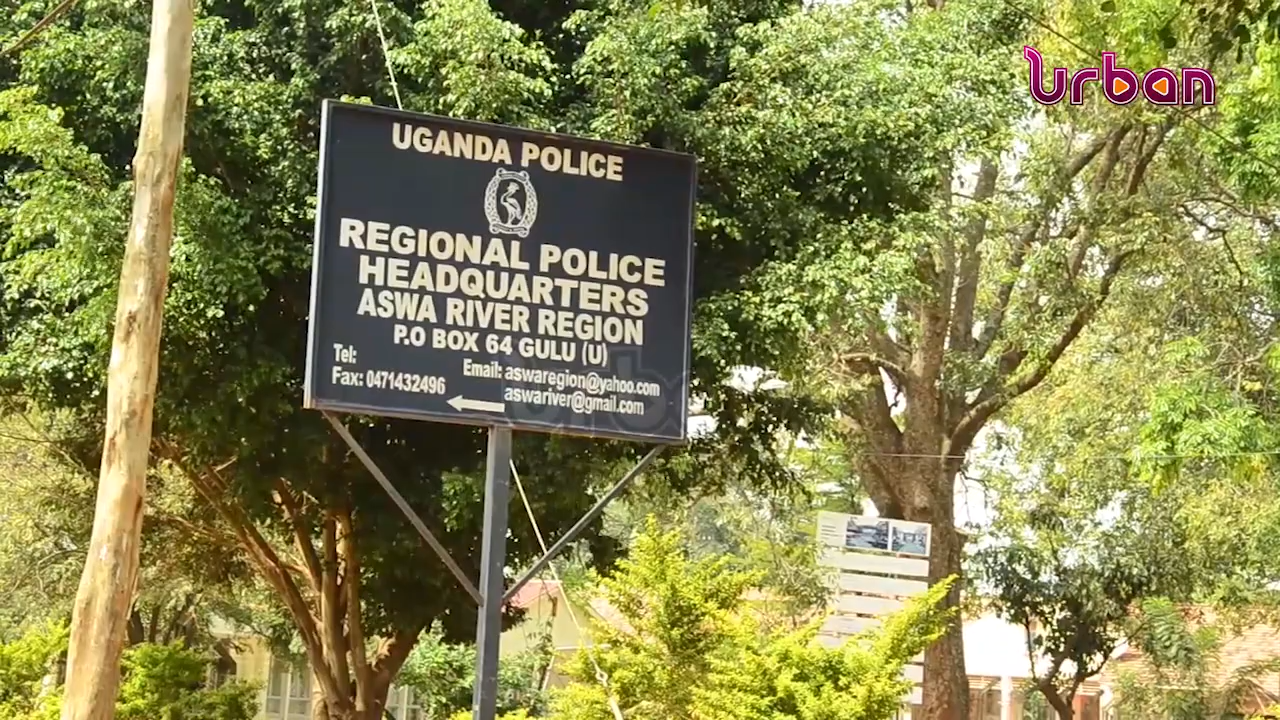 urban
UGANDA POLICE
REGIONAL POLICE
HEADQUARTERS
ASWA RIVER REGION
P.O BOX 64 GULU (U)
Tel:
Fax: 0471432496
Email: aswaregion@yahoo.com
aswariver@gmail.com